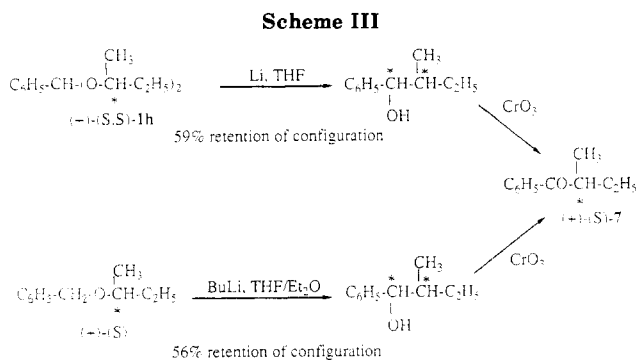 Scheme III
CH₃
C₆H₅-CH-(O-CH-C₂H₅)₂
*
(+)-(S,S)-1h
Li, THF
59% retention of configuration
CH₃
* *
C₆H₅-CH-CH-C₂H₅
OH
CrO₃
CH₃
C₆H₅-CO-CH-C₂H₅
*
(+)-(S)-7
CH₃
C₆H₅-CH₂-O-CH-C₂H₅
*
(+)-(S)
BuLi, THF/Et₂O
56% retention of configuration
CH₃
* *
C₆H₅-CH-CH-C₂H₅
OH
CrO₃